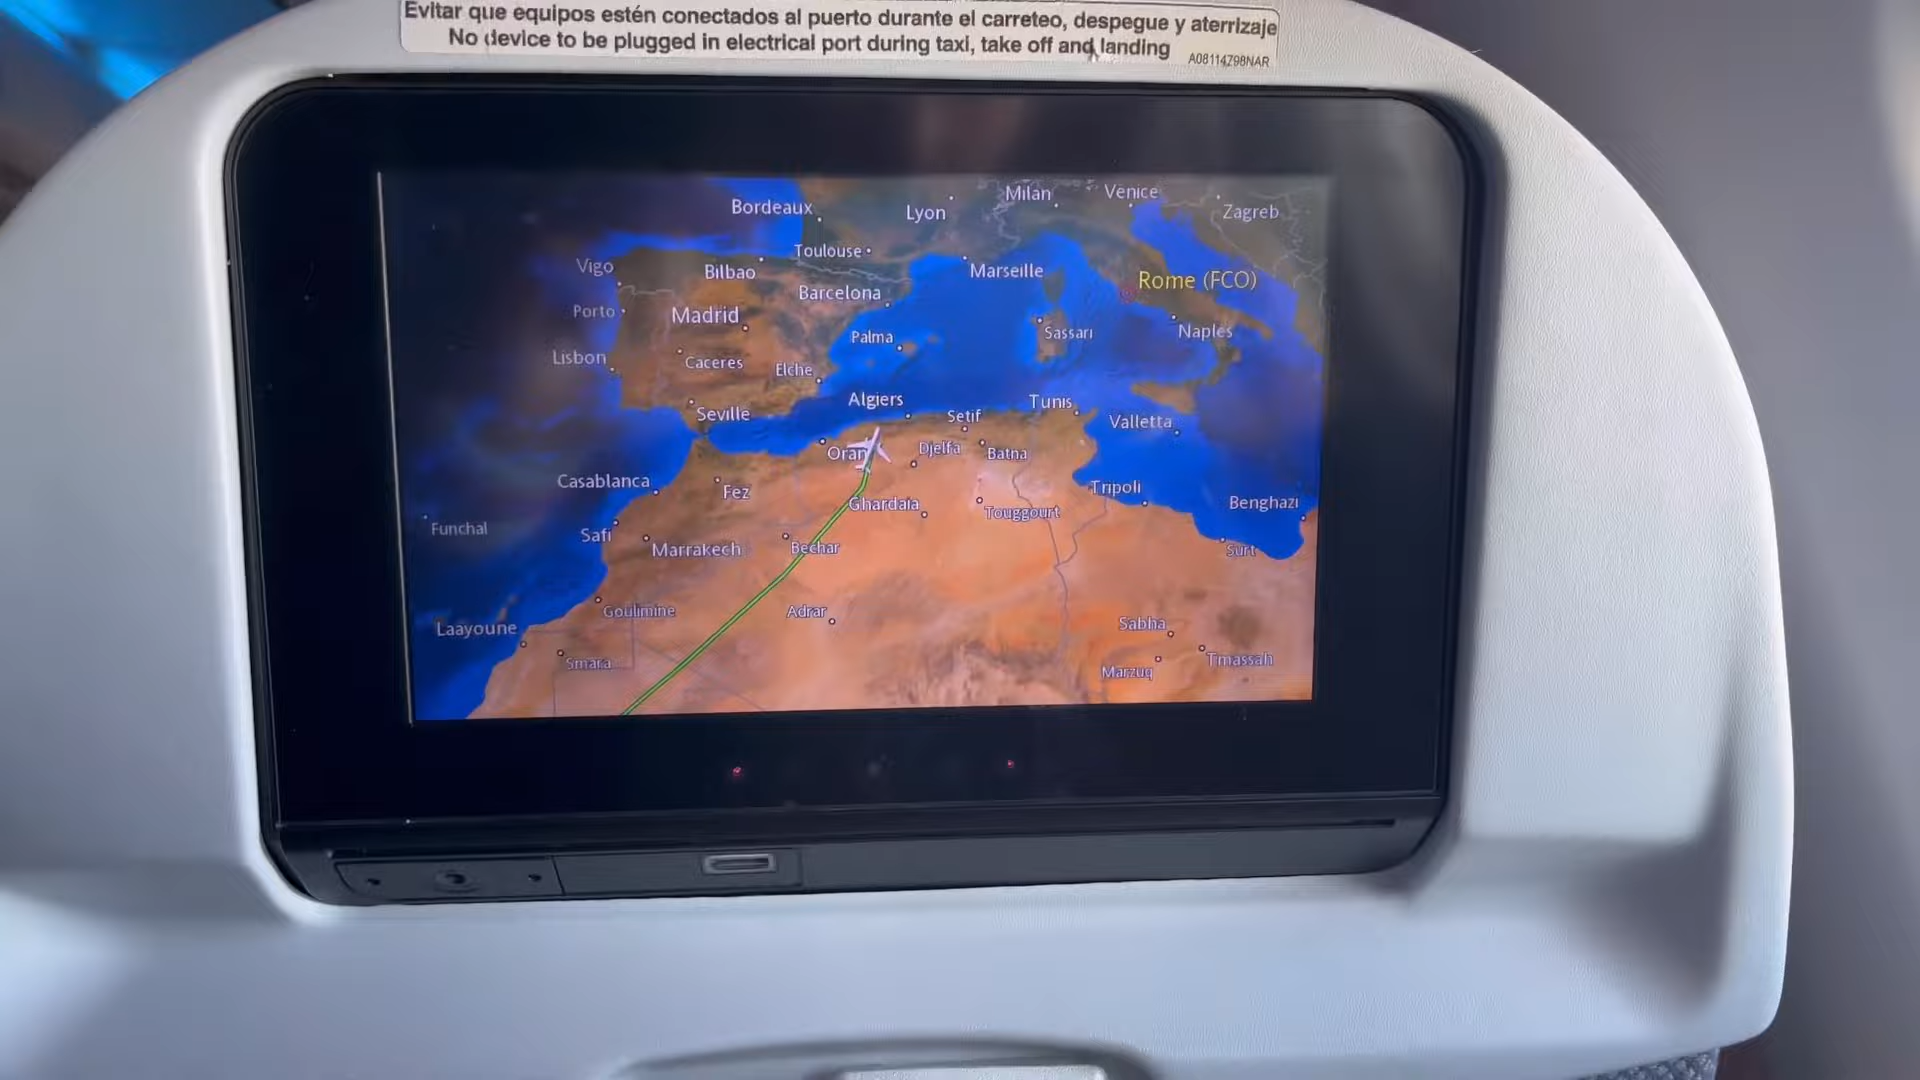 Evitar que equipos estén conectados al puerto durante el carreteo, despegue y aterrizaje
No device to be plugged in electrical port during taxi, take off and landing
A08114Z98NAR
Milan
Venice
Bordeaux
Lyon
Zagreb
Toulouse
Vigo
Bilbao
Marseille
Rome (FCO)
Barcelona
Porto
Madrid
Palma
Sassari
Naples
Lisbon
Caceres
Elche
Algiers
Tunis
Seville
Setif
Valletta
Oran
Djelfa
Batna
Casablanca
Fez
Tripoli
Ghardaia
Touggourt
Benghazi
Funchal
Safi
Marrakech
Bechar
Surt
Goulimine
Adrar
Laayoune
Sabha
Smara
Marzuq
Tmassah